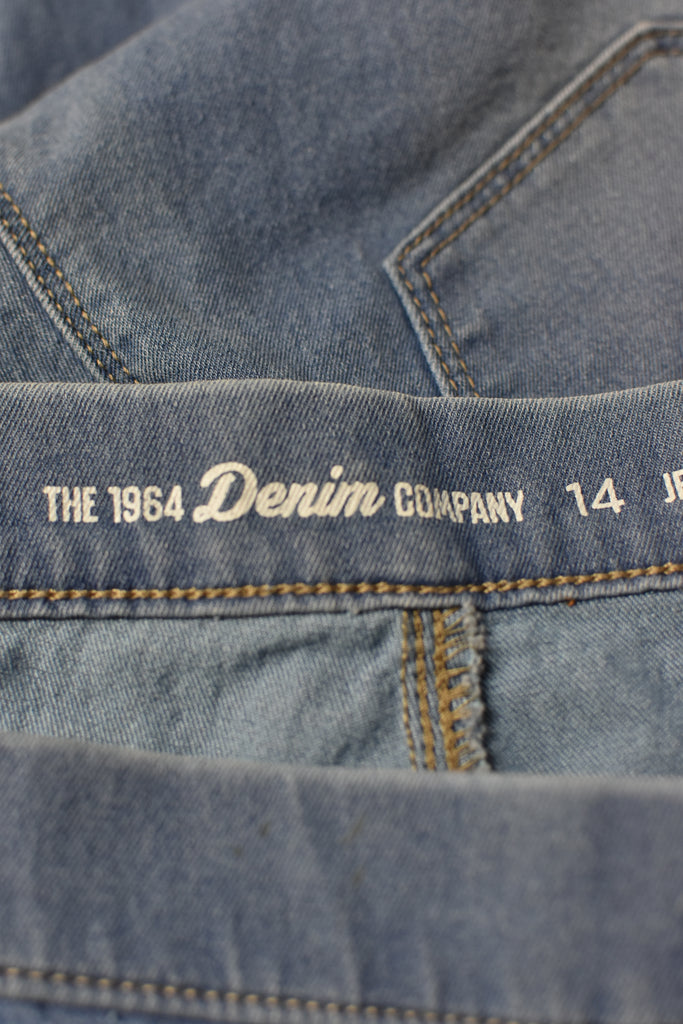 THE 1964 Denim COMPANY 14